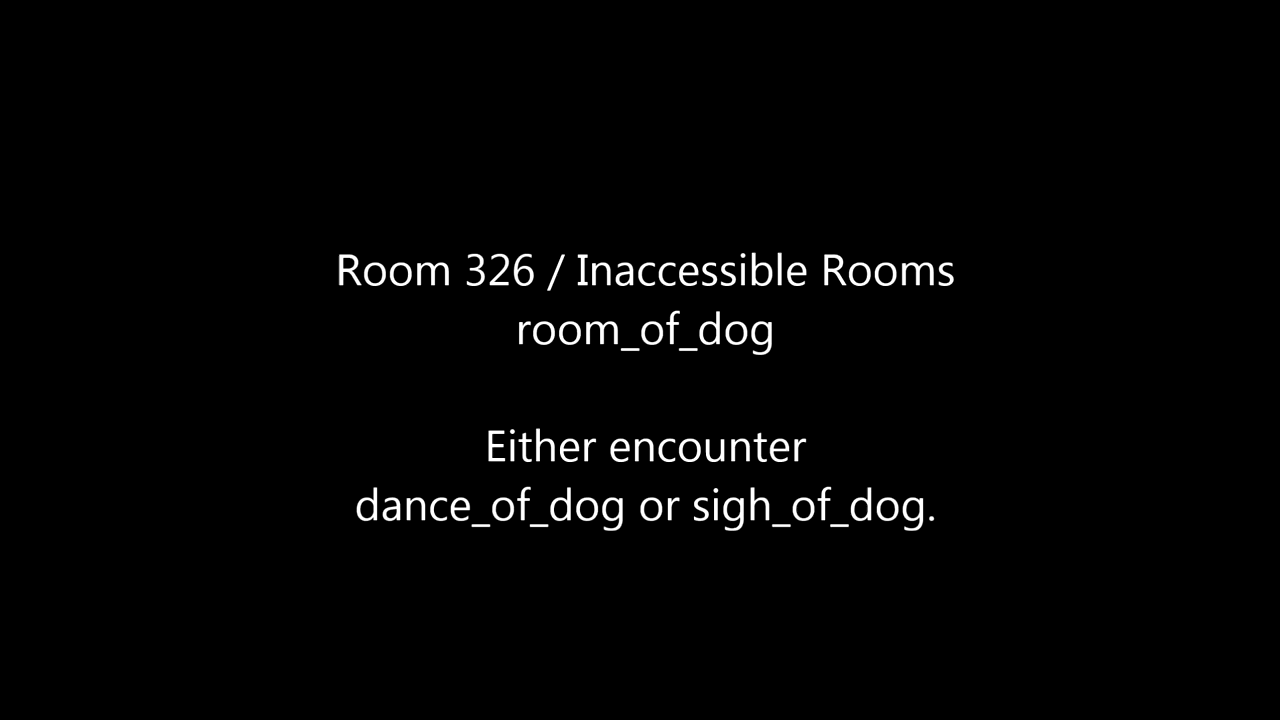 Room 326 / Inaccessible Rooms
room_of_dog
Either encounter
dance_of_dog or sigh_of_dog.